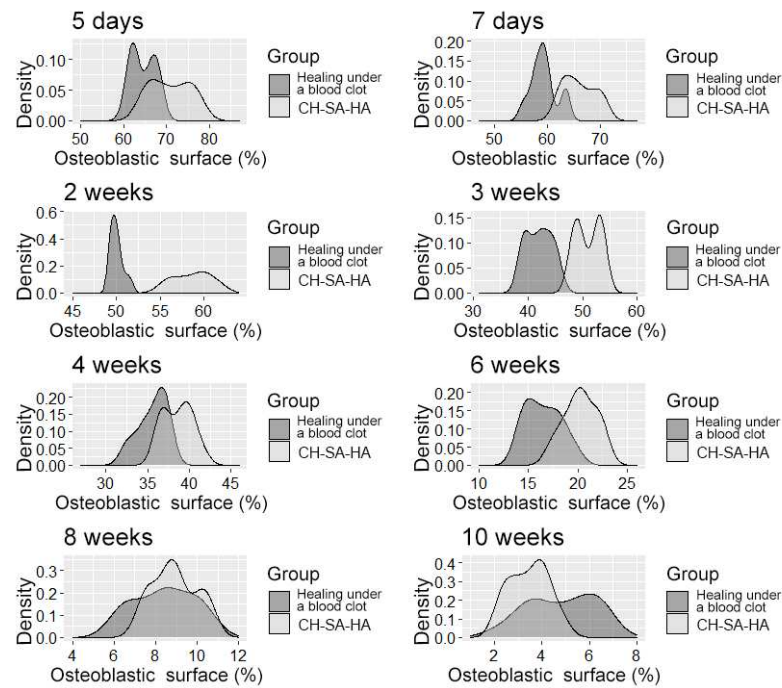 5 days
Density
0.10
0.05
0.00
50 60 70 80
Osteoblastic surface (%)
Group
Healing under
a blood clot
CH-SA-HA
7 days
Density
0.20
0.15
0.10
0.05
0.00
50 60 70
Osteoblastic surface (%)
Group
Healing under
a blood clot
CH-SA-HA
2 weeks
Density
0.6
0.4
0.2
0.0
45 50 55 60
Osteoblastic surface (%)
Group
Healing under
a blood clot
CH-SA-HA
3 weeks
Density
0.15
0.10
0.05
0.00
30 40 50 60
Osteoblastic surface (%)
Group
Healing under
a blood clot
CH-SA-HA
4 weeks
Density
0.20
0.15
0.10
0.05
0.00
30 35 40 45
Osteoblastic surface (%)
Group
Healing under
a blood clot
CH-SA-HA
6 weeks
Density
0.20
0.15
0.10
0.05
0.00
10 15 20 25
Osteoblastic surface (%)
Group
Healing under
a blood clot
CH-SA-HA
8 weeks
Density
0.3
0.2
0.1
0.0
4 6 8 10 12
Osteoblastic surface (%)
Group
Healing under
a blood clot
CH-SA-HA
10 weeks
Density
0.4
0.3
0.2
0.1
0.0
2 4 6 8
Osteoblastic surface (%)
Group
Healing under
a blood clot
CH-SA-HA